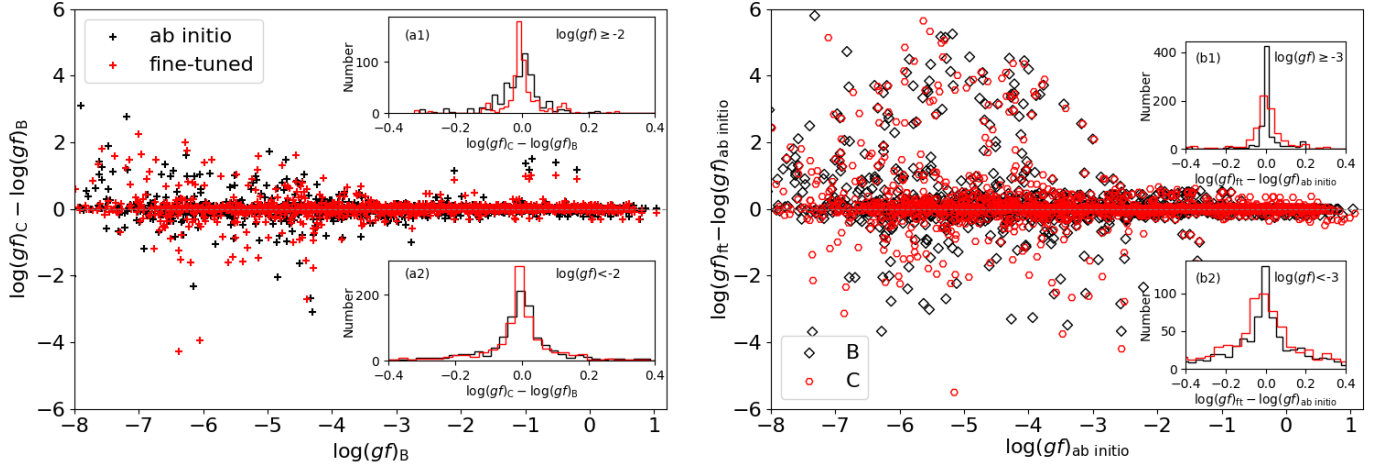 6
4
2
0
−2
−4
−6
log(gf)C − log(gf)B
ab initio
fine-tuned
(a1)
log(gf) ≥ -2
Number
100
0
−0.4
−0.2
0.0
0.2
0.4
log(gf)C − log(gf)B
(a2)
log(gf)<-2
Number
200
0
−0.4
−0.2
0.0
0.2
0.4
log(gf)C − log(gf)B
−8
−7
−6
−5
−4
−3
−2
−1
0
1
log(gf)B
6
4
2
0
−2
−4
−6
log(gf)ft−log(gf)ab initio
(b1)
log(gf) ≥ -3
Number
400
200
0
−0.4
−0.2
0.0
0.2
0.4
log(gf)ft − log(gf)ab initio
(b2)
log(gf)<-3
Number
100
50
0
−0.4
−0.2
0.0
0.2
0.4
log(gf)ft − log(gf)ab initio
B
C
−8
−7
−6
−5
−4
−3
−2
−1
0
1
log(gf)ab initio